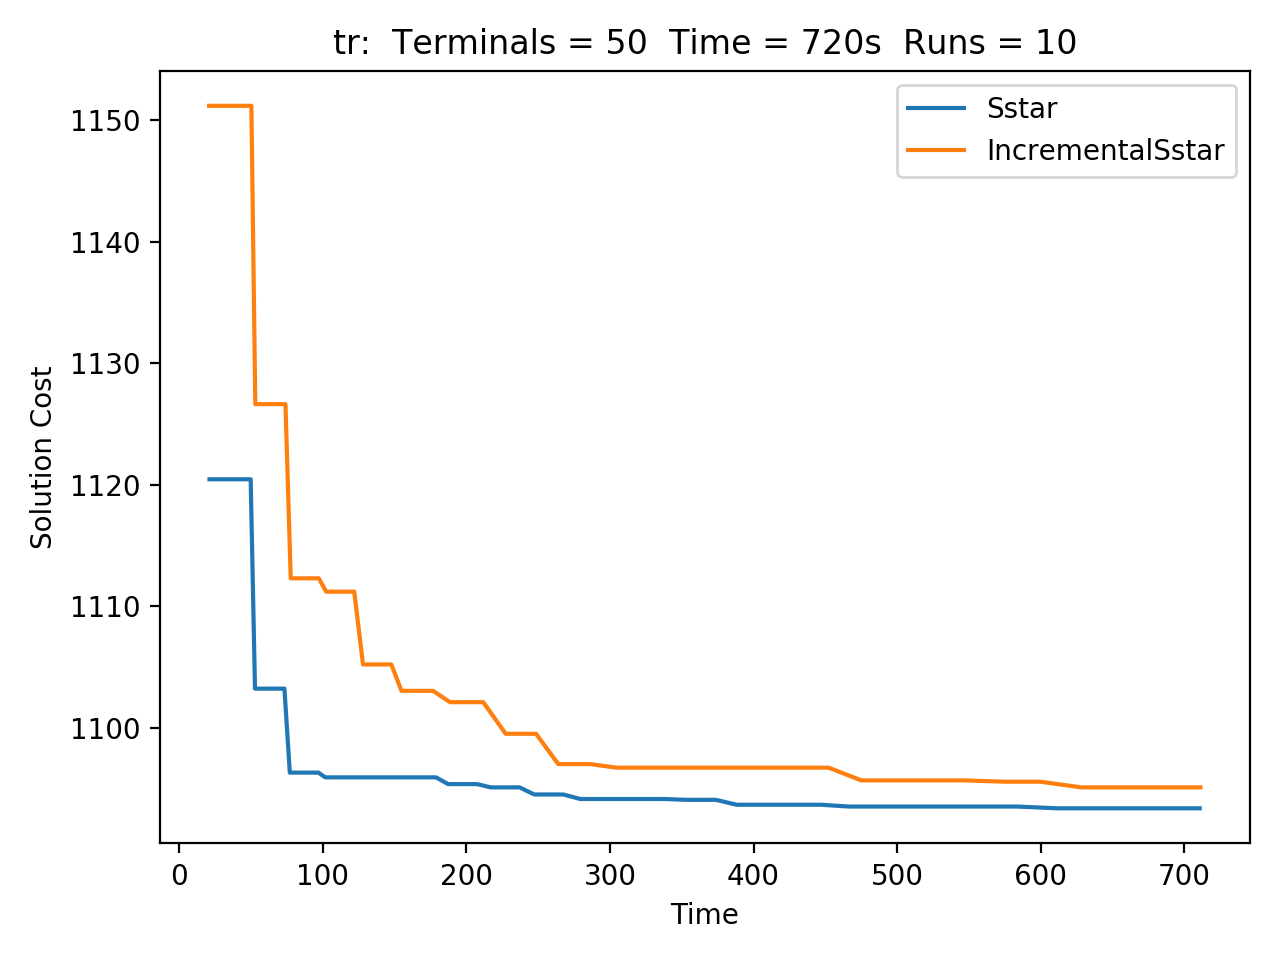 tr:  Terminals = 50  Time = 720s  Runs = 10
Sstar
IncrementalSstar
1150
1140
1130
1120
1110
1100
Solution Cost
0 100 200 300 400 500 600 700
Time